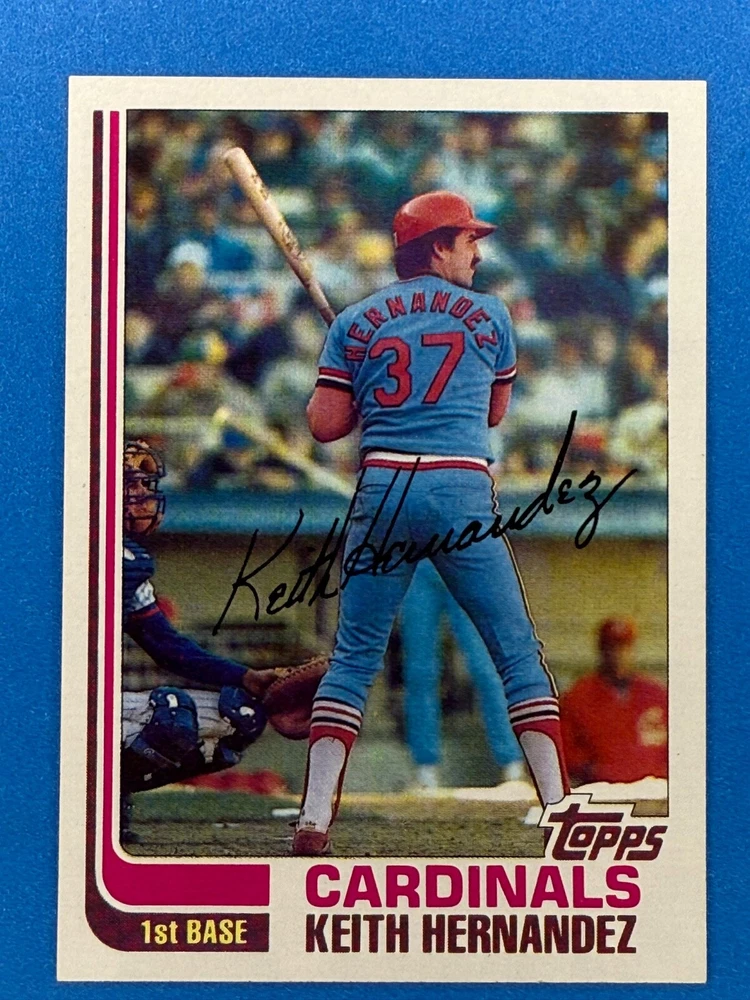 HERNANDEZ
37
Keith Hernandez
TOPPS
CARDINALS
1st BASE
KEITH HERNANDEZ